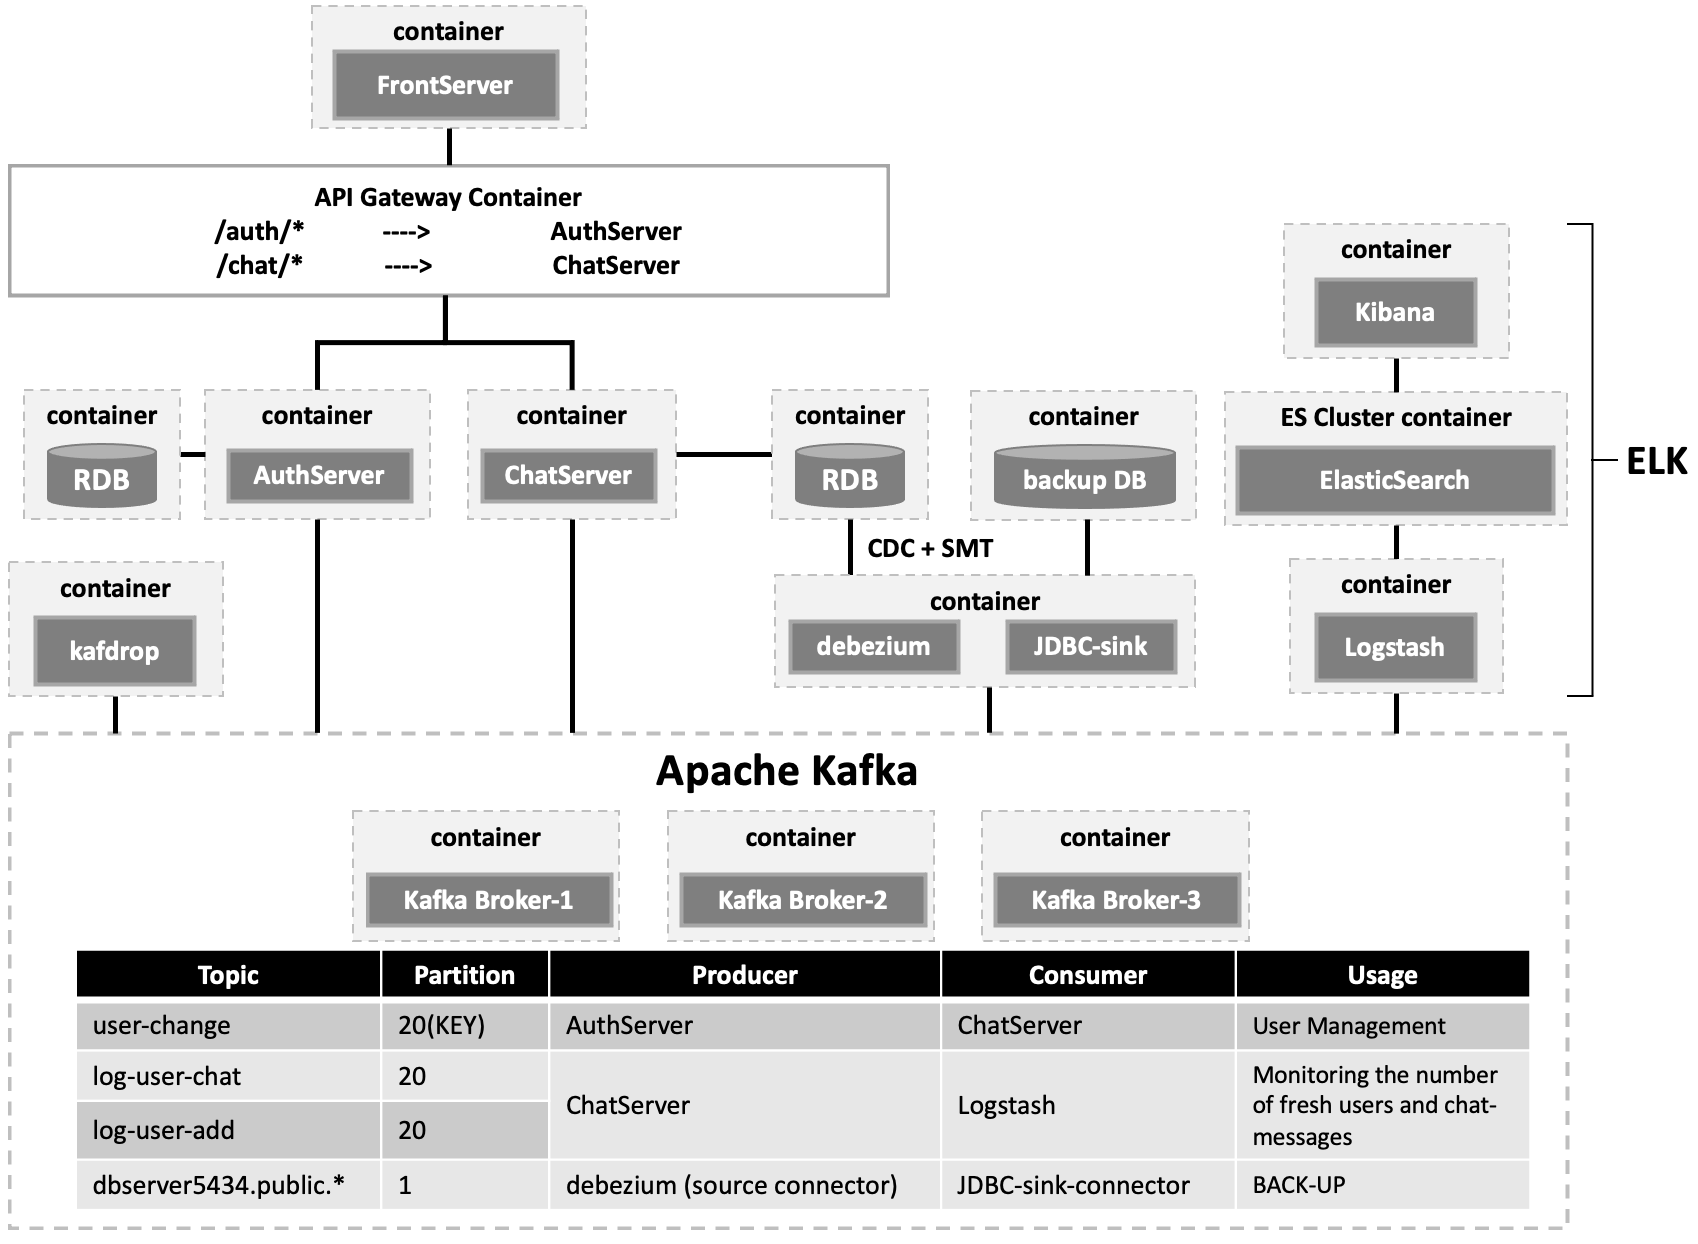 container
FrontServer
API Gateway Container
/auth/* ----> AuthServer
/chat/* ----> ChatServer
container
Kibana
container
RDB
container
AuthServer
container
ChatServer
container
RDB
container
backup DB
ES Cluster container
ElasticSearch
ELK
CDC + SMT
container
kafdrop
container
debezium
JDBC-sink
container
Logstash
Apache Kafka
container
Kafka Broker-1
container
Kafka Broker-2
container
Kafka Broker-3
Topic Partition Producer Consumer Usage
user-change 20(KEY) AuthServer ChatServer User Management
log-user-chat 20
log-user-add 20
ChatServer
Logstash
Monitoring the number
of fresh users and chat-
messages
dbserver5434.public.* 1 debezium (source connector) JDBC-sink-connector BACK-UP